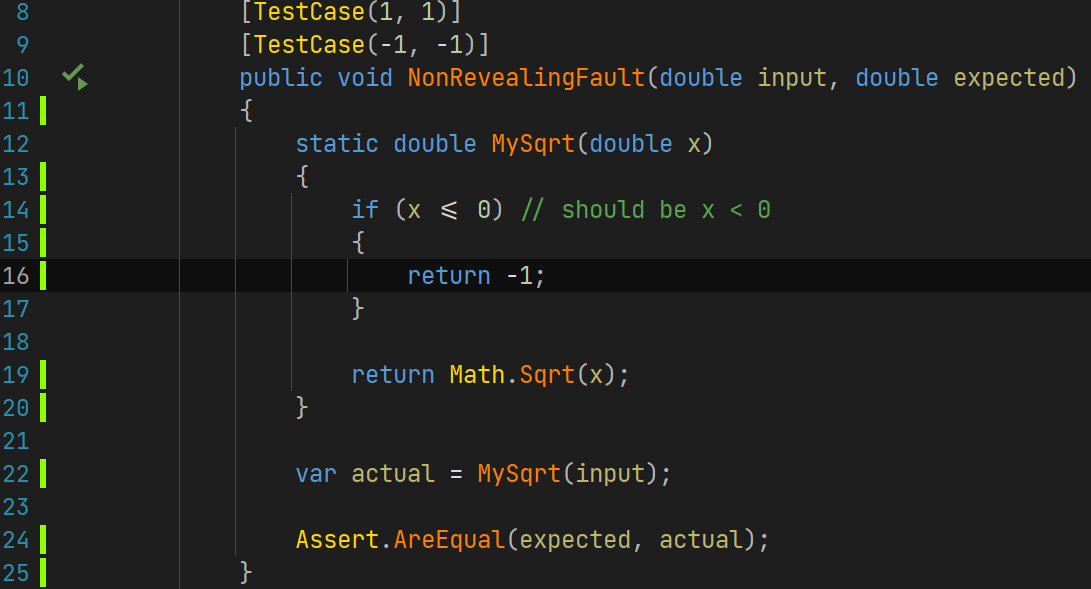 8 [TestCase(1, 1)]
9 [TestCase(-1, -1)]
10 public void NonRevealingFault(double input, double expected)
11 {
12 static double MySqrt(double x)
13 {
14 if (x ≤ 0) // should be x < 0
15 {
16 return -1;
17 }
18
19 return Math.Sqrt(x);
20 }
21
22 var actual = MySqrt(input);
23
24 Assert.AreEqual(expected, actual);
25 }